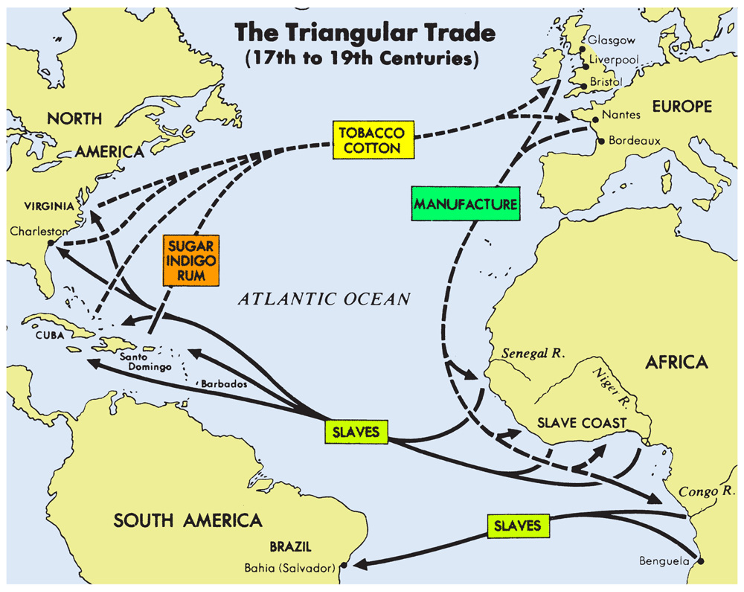 The Triangular Trade
(17th to 19th Centuries)
Glasgow
Liverpool
Bristol
NORTH
AMERICA
TOBACCO
COTTON
Nantes
EUROPE
Bordeaux
VIRGINIA
MANUFACTURE
Charleston
SUGAR
INDIGO
RUM
ATLANTIC OCEAN
CUBA
Santo
Domingo
Barbados
Senegal R.
Niger R.
AFRICA
SLAVES
SLAVE COAST
Congo R.
SOUTH AMERICA
SLAVES
BRAZIL
Bahia (Salvador)
Benguela